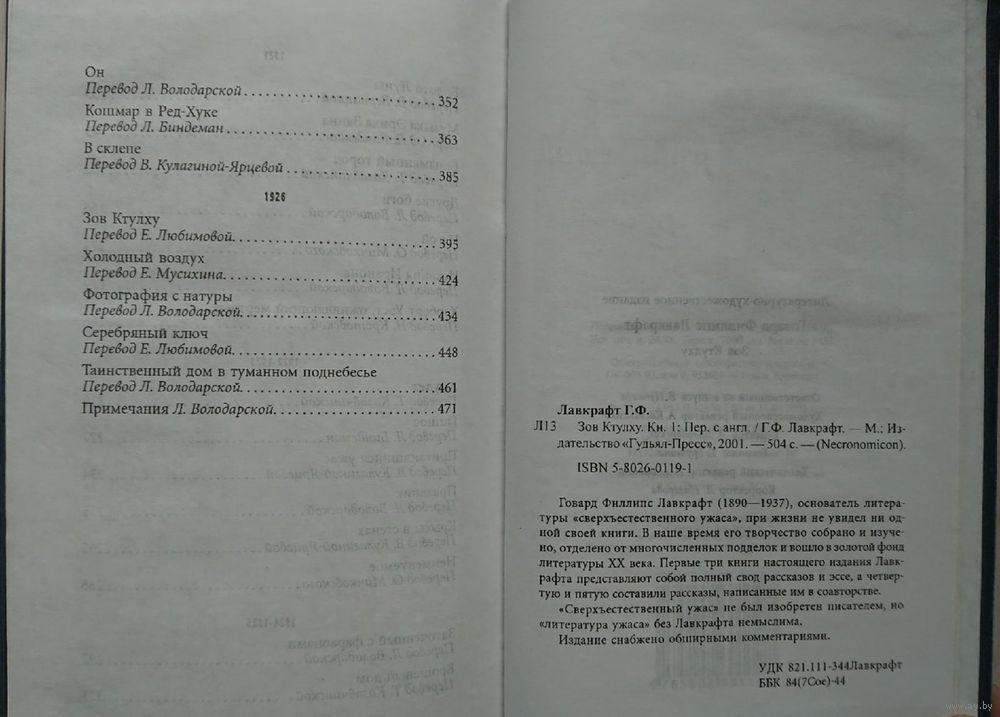 Он
Перевод Л. Володарской 352
Кошмар в Ред-Хуке
Перевод Л. Биндеман 363
В склепе
Перевод В. Кулагиной-Ярцевой 385
1926
Зов Ктулху
Перевод Е. Любимовой 395
Холодный воздух
Перевод Е. Мусихина 424
Фотография с натуры
Перевод Л. Володарской 434
Серебряный ключ
Перевод Е. Любимовой 448
Таинственный дом в туманном поднебесье
Перевод Л. Володарской 461
Примечания Л. Володарской 471
Лавкрафт Г.Ф.
Л13 Зов Ктулху. Кн. 1: Пер. с англ. / Г.Ф. Лавкрафт. — М.: Из-
дательство «Гудьял-Пресс», 2001. — 504 с. — (Necronomicon).
ISBN 5-8026-0119-1
Говард Филлипс Лавкрафт (1890—1937), основатель литера-
туры «сверхъестественного ужаса», при жизни не увидел ни од-
ной своей книги. В наше время его творчество собрано и изуче-
но, отделено от многочисленных подделок и вошло в золотой фонд
литературы XX века. Первые три книги настоящего издания Лавк-
рафта представляют собой полный свод рассказов и эссе, а четвер-
тую и пятую составили рассказы, написанные им в соавторстве.
«Сверхъестественный ужас» не был изобретен писателем, но
«литература ужаса» без Лавкрафта немыслима.
Издание снабжено обширными комментариями.
УДК 821.111-344Лавкрафт
ББК 84(7Сое)-44
www.ay.by